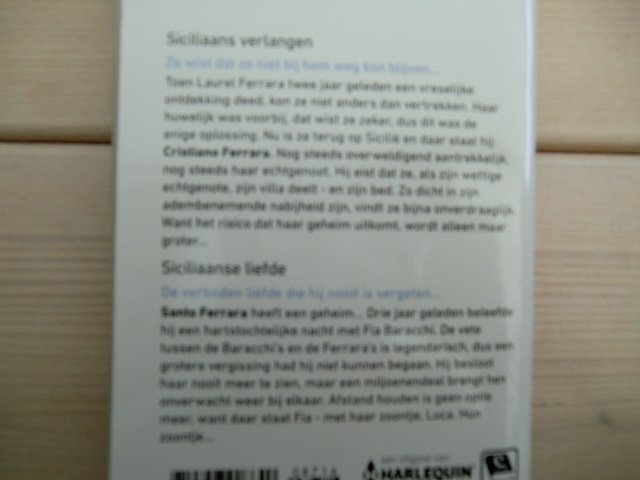 Siciliaans verlangen
Ze wist dat ze niet bij hem weg kon blijven...
Toen Laurel Ferrara twee jaar geleden een vreselijke
ontdekking deed, kon ze niet anders dan vertrekken. Haar
huwelijk was voorbij, dat wist ze zeker, dus dit was de
enige oplossing. Nu is ze terug op Sicilië en daar staat hij:
Cristiano Ferrara. Nog steeds overweldigend aantrekkelijk,
nog steeds haar echtgenoot. Hij eist dat ze, als zijn wettige
echtgenote, zijn villa deelt - en zijn bed. Zo dicht in zijn
adembenemende nabijheid zijn, vindt ze bijna onverdraaglijk.
Want het risico dat haar geheim uitkomt, wordt alleen maar
groter...
Siciliaanse liefde
De verboden liefde die hij nooit is vergeten...
Santo Ferrara heeft een geheim... Drie jaar geleden beleefde
hij een hartstochtelijke nacht met Fia Baracchi. De vete
tussen de Baracchi's en de Ferrara's is legendarisch, dus een
grotere vergissing had hij niet kunnen begaan. Hij besloot
haar nooit meer te zien, maar een miljoenendeal brengt hen
onverwacht weer bij elkaar. Afstand houden is geen optie
meer, want daar staat Fia - met haar zoontje, Luca. Hun
zoontje...
een uitgave van
HARLEQUIN